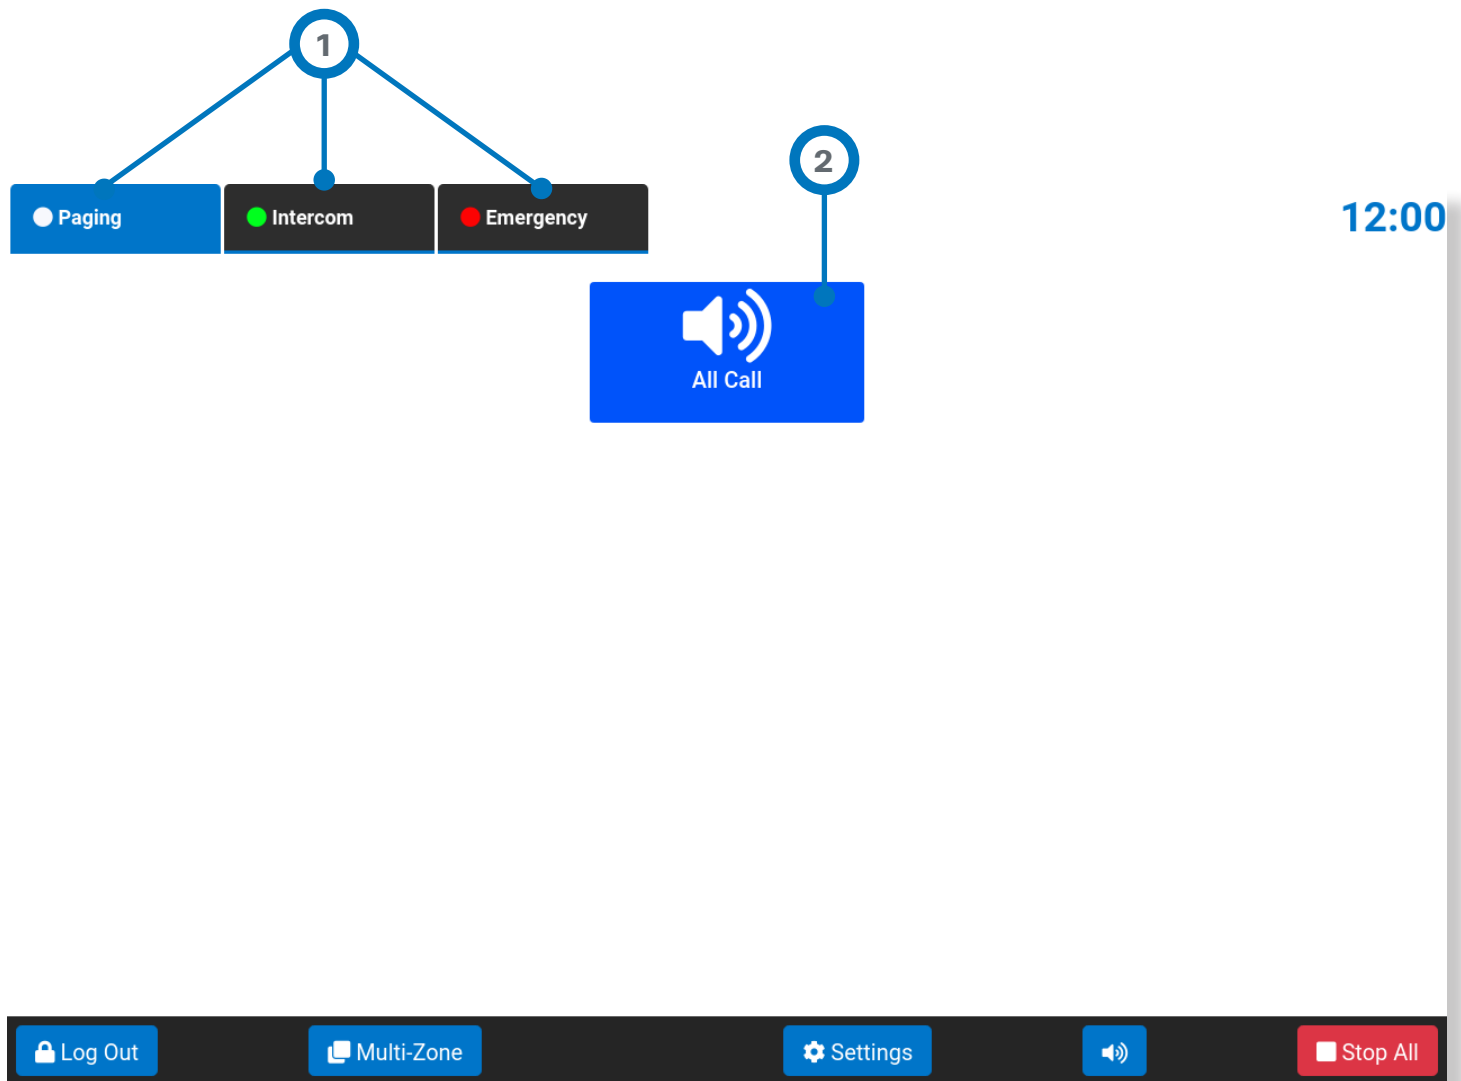 1
2
Paging
Intercom
Emergency
12:00
All Call
Log Out
Multi-Zone
Settings
Stop All